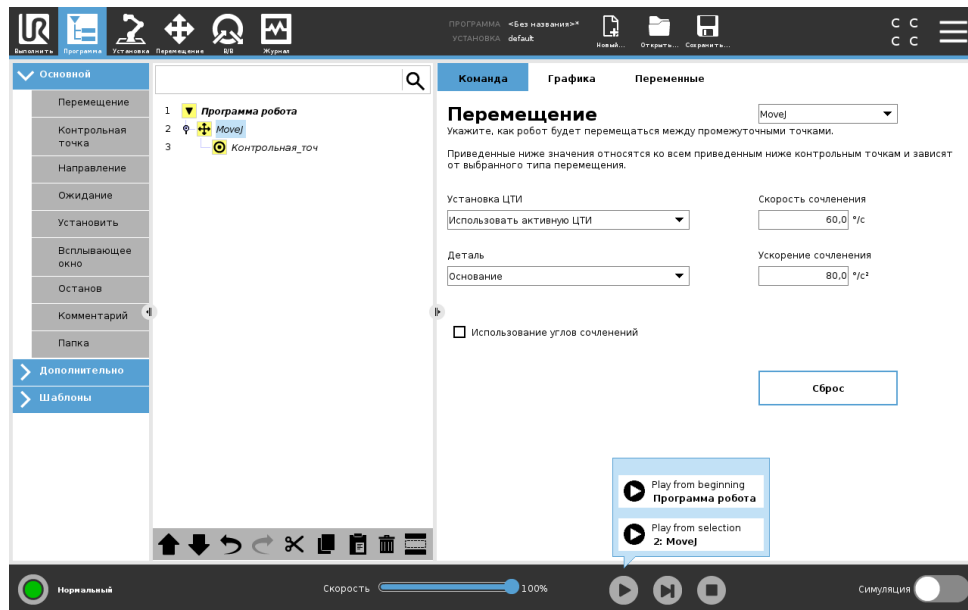 ПРОГРАММА <Без названия>*
УСТАНОВКА default
C C
C C
Выполнить
Программа
Установка
Перемещение
В/В
Журнал
Новый...
Открыть...
Сохранить...
Основной
Перемещение
Контрольная
точка
Направление
Ожидание
Установить
Всплывающее
окно
Останов
Комментарий
Папка
Дополнительно
Шаблоны
1 Программа робота
2 MoveJ
3 Контрольная_точ
Команда Графика Переменные
Перемещение
MoveJ
Укажите, как робот будет перемещаться между промежуточными точками.
Приведенные ниже значения относятся ко всем приведенным ниже контрольным точкам и зависят
от выбранного типа перемещения.
Установка ЦТИ
Скорость сочленения
Использовать активную ЦТИ
60,0 °/с
Деталь
Ускорение сочленения
Основание
80,0 °/с²
Использование углов сочленений
Сброс
Play from beginning
Программа робота
Play from selection
2: MoveJ
Нормальный
Скорость
100%
Симуляция